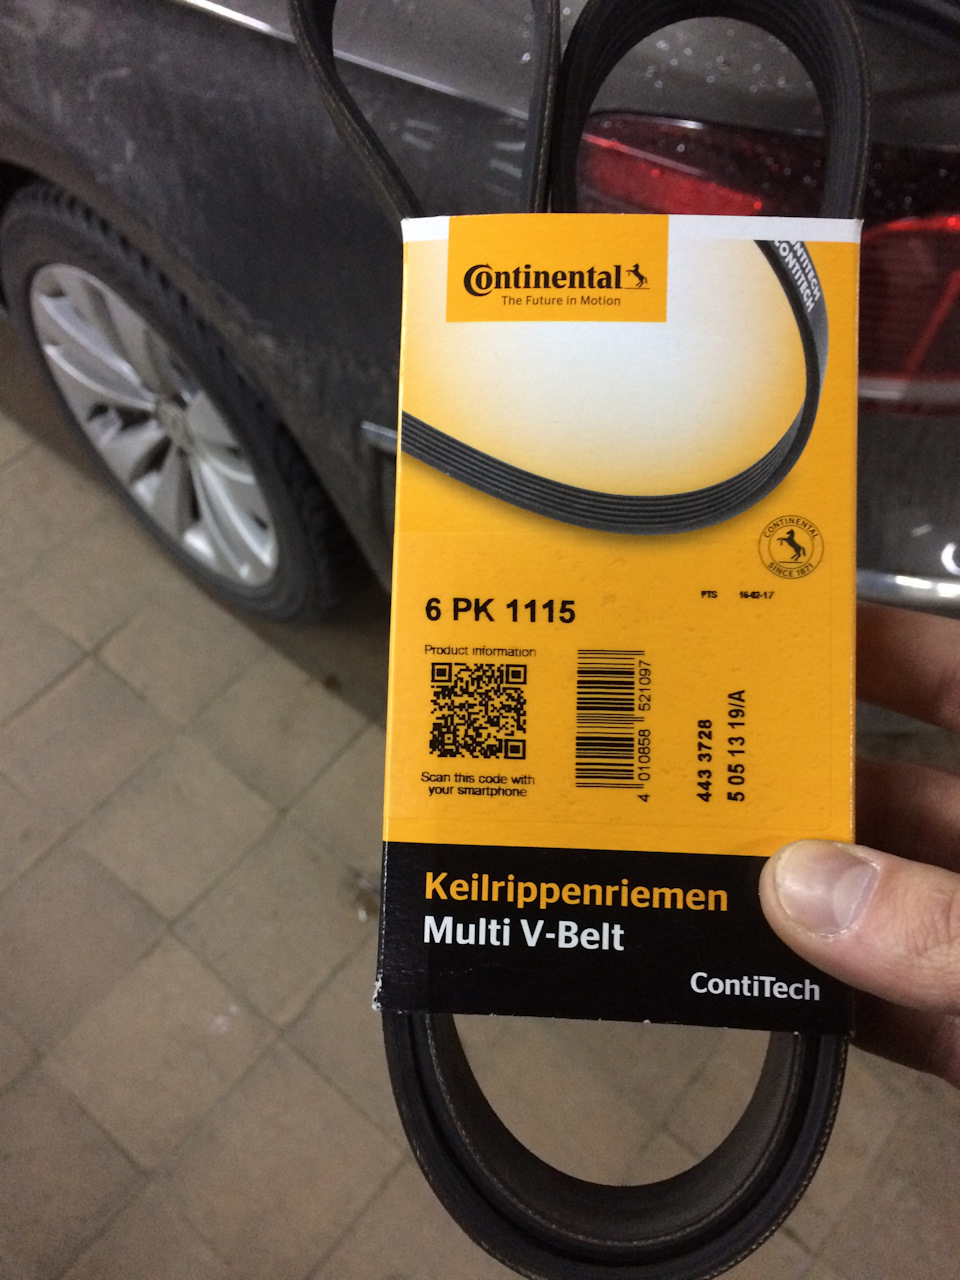 Continental
The Future in Motion
CONTITECH
CONTITECH
CONTINENTAL
SINCE 1871
PTS 16-02-17
6 PK 1115
Product information
Scan this code with
your smartphone
4 010858 521097
443 3728
5 05 13 19/A
Keilrippenriemen
Multi V-Belt
ContiTech